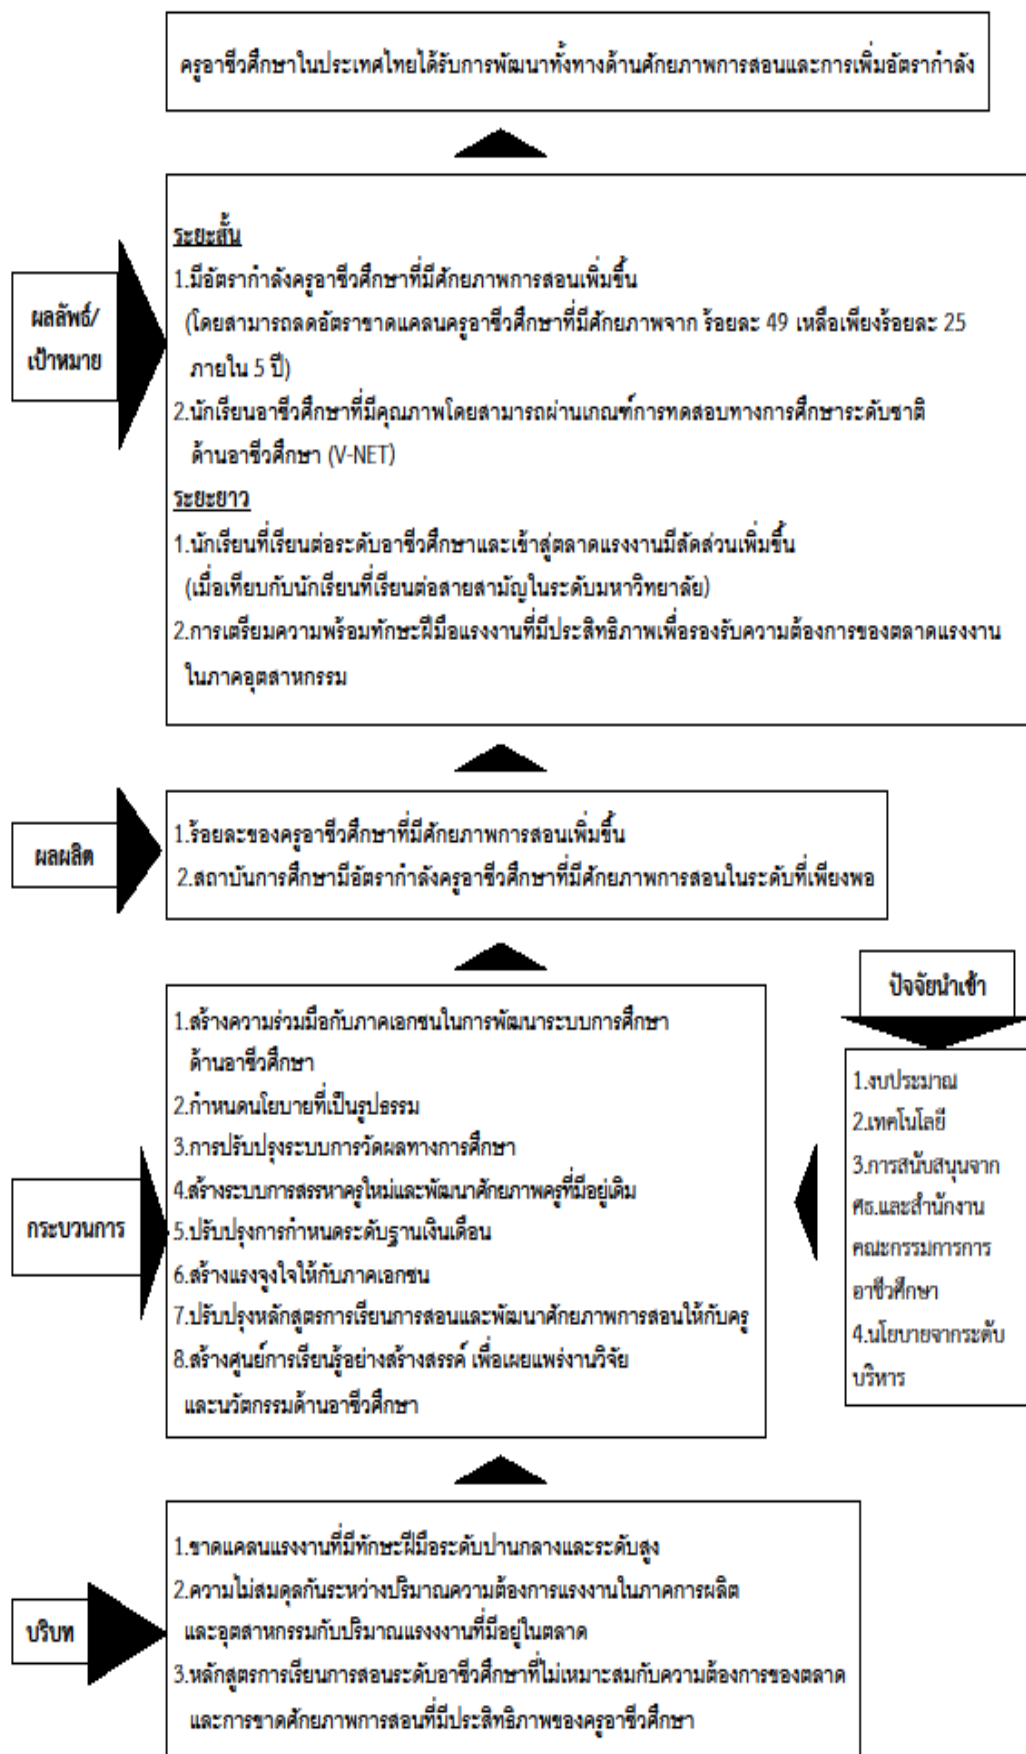 ครูอาชีวศึกษาในประเทศไทยได้รับการพัฒนาทั้งทางด้านศักยภาพการสอนและการเพิ่มอัตรากำลัง
ผลลัพธ์/
เป้าหมาย
ระยะสั้น
1.มีอัตรากำลังครูอาชีวศึกษาที่มีศักยภาพการสอนเพิ่มขึ้น
(โดยสามารถลดอัตราขาดแคลนครูอาชีวศึกษาที่มีศักยภาพจาก ร้อยละ 49 เหลือเพียงร้อยละ 25
ภายใน 5 ปี)
2.นักเรียนอาชีวศึกษาที่มีคุณภาพโดยสามารถผ่านเกณฑ์การทดสอบทางการศึกษาระดับชาติ
ด้านอาชีวศึกษา (V-NET)
ระยะยาว
1.นักเรียนที่เรียนต่อระดับอาชีวศึกษาและเข้าสู่ตลาดแรงงานมีสัดส่วนเพิ่มขึ้น
(เมื่อเทียบกับนักเรียนที่เรียนต่อสายสามัญในระดับมหาวิทยาลัย)
2.การเตรียมความพร้อมทักษะฝีมือแรงงานที่มีประสิทธิภาพเพื่อรองรับความต้องการของตลาดแรงงาน
ในภาคอุตสาหกรรม
ผลผลิต
1.ร้อยละของครูอาชีวศึกษาที่มีศักยภาพการสอนเพิ่มขึ้น
2.สถาบันการศึกษามีอัตรากำลังครูอาชีวศึกษาที่มีศักยภาพการสอนในระดับที่เพียงพอ
กระบวนการ
1.สร้างความร่วมมือกับภาคเอกชนในการพัฒนาระบบการศึกษา
ด้านอาชีวศึกษา
2.กำหนดนโยบายที่เป็นรูปธรรม
3.การปรับปรุงระบบการวัดผลทางการศึกษา
4.สร้างระบบการสรรหาครูใหม่และพัฒนาศักยภาพครูที่มีอยู่เดิม
5.ปรับปรุงการกำหนดระดับฐานเงินเดือน
6.สร้างแรงจูงใจให้กับภาคเอกชน
7.ปรับปรุงหลักสูตรการเรียนการสอนและพัฒนาศักยภาพการสอนให้กับครู
8.สร้างศูนย์การเรียนรู้อย่างสร้างสรรค์ เพื่อเผยแพร่งานวิจัย
และนวัตกรรมด้านอาชีวศึกษา
ปัจจัยนำเข้า
1.งบประมาณ
2.เทคโนโลยี
3.การสนับสนุนจาก
ศธ.และสำนักงาน
คณะกรรมการการ
อาชีวศึกษา
4.นโยบายจากระดับ
บริหาร
บริบท
1.ขาดแคลนแรงงานที่มีทักษะฝีมือระดับปานกลางและระดับสูง
2.ความไม่สมดุลกันระหว่างปริมาณความต้องการแรงงานในภาคการผลิต
และอุตสาหกรรมกับปริมาณแรงงงานที่มีอยู่ในตลาด
3.หลักสูตรการเรียนการสอนระดับอาชีวศึกษาที่ไม่เหมาะสมกับความต้องการของตลาด
และการขาดศักยภาพการสอนที่มีประสิทธิภาพของครูอาชีวศึกษา